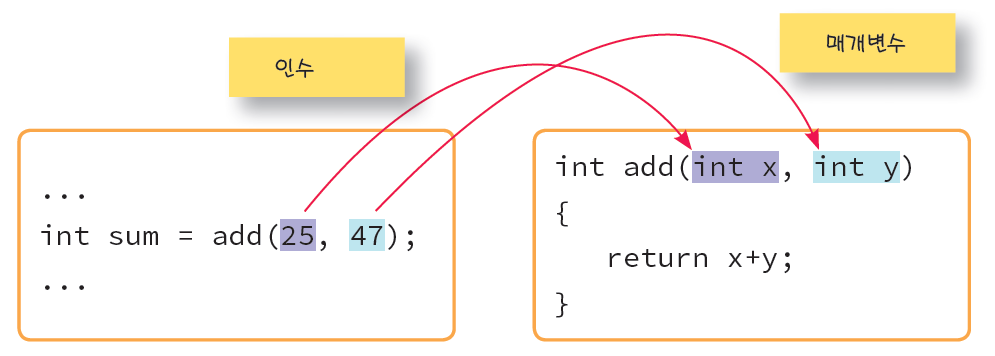 인수
매개변수
...
int sum = add(25, 47);
...
int add(int x, int y)
{
return x+y;
}